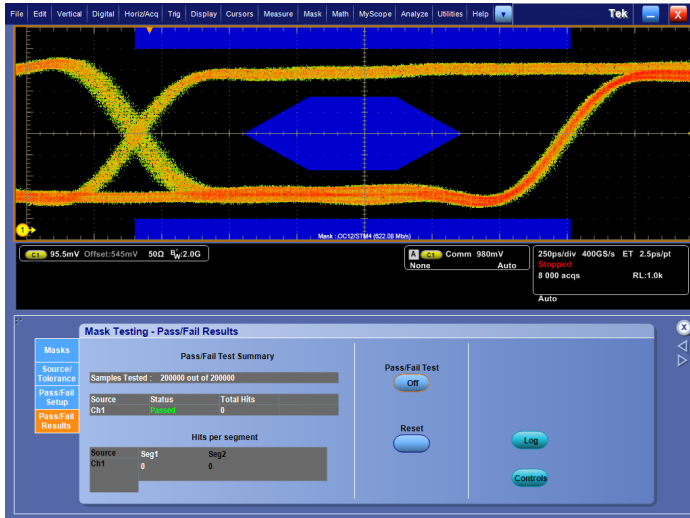 File Edit Vertical Digital Horiz/Acq Trig Display Cursors Measure Mask Math MyScope Analyze Utilities Help Tek X
Mask : OC12/STM4 (622.08 Mb/s)
1
C1 95.5mV Offset:545mV 50Ω BW:2.0G
A C1 Comm 980mV
None Auto
250ps/div 400GS/s ET 2.5ps/pt
Stopped
8 000 acqs RL:1.0k
Auto
Mask Testing - Pass/Fail Results
X
Masks
Source/
Tolerance
Pass/Fail
Setup
Pass/Fail
Results
Pass/Fail Test Summary
Samples Tested : 200000 out of 200000
Source Status Total Hits
Ch1 Passed 0
Hits per segment
Source Seg1 Seg2
Ch1 0 0
Pass/Fail Test
Off
Reset
Log
Controls